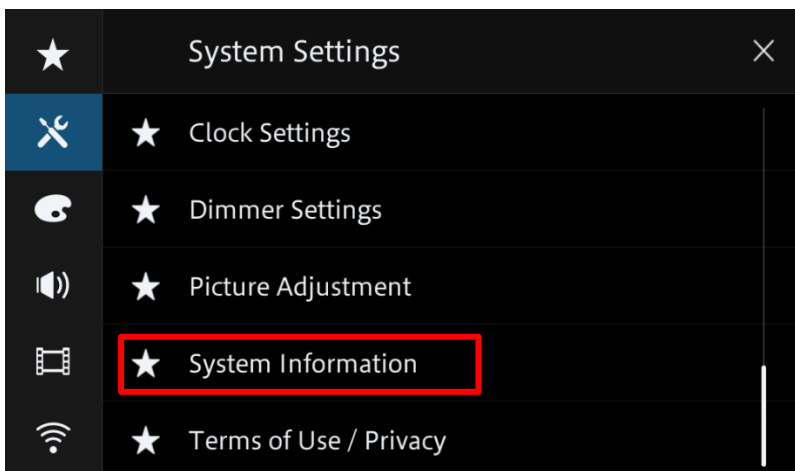 System Settings
Clock Settings
Dimmer Settings
Picture Adjustment
System Information
Terms of Use / Privacy